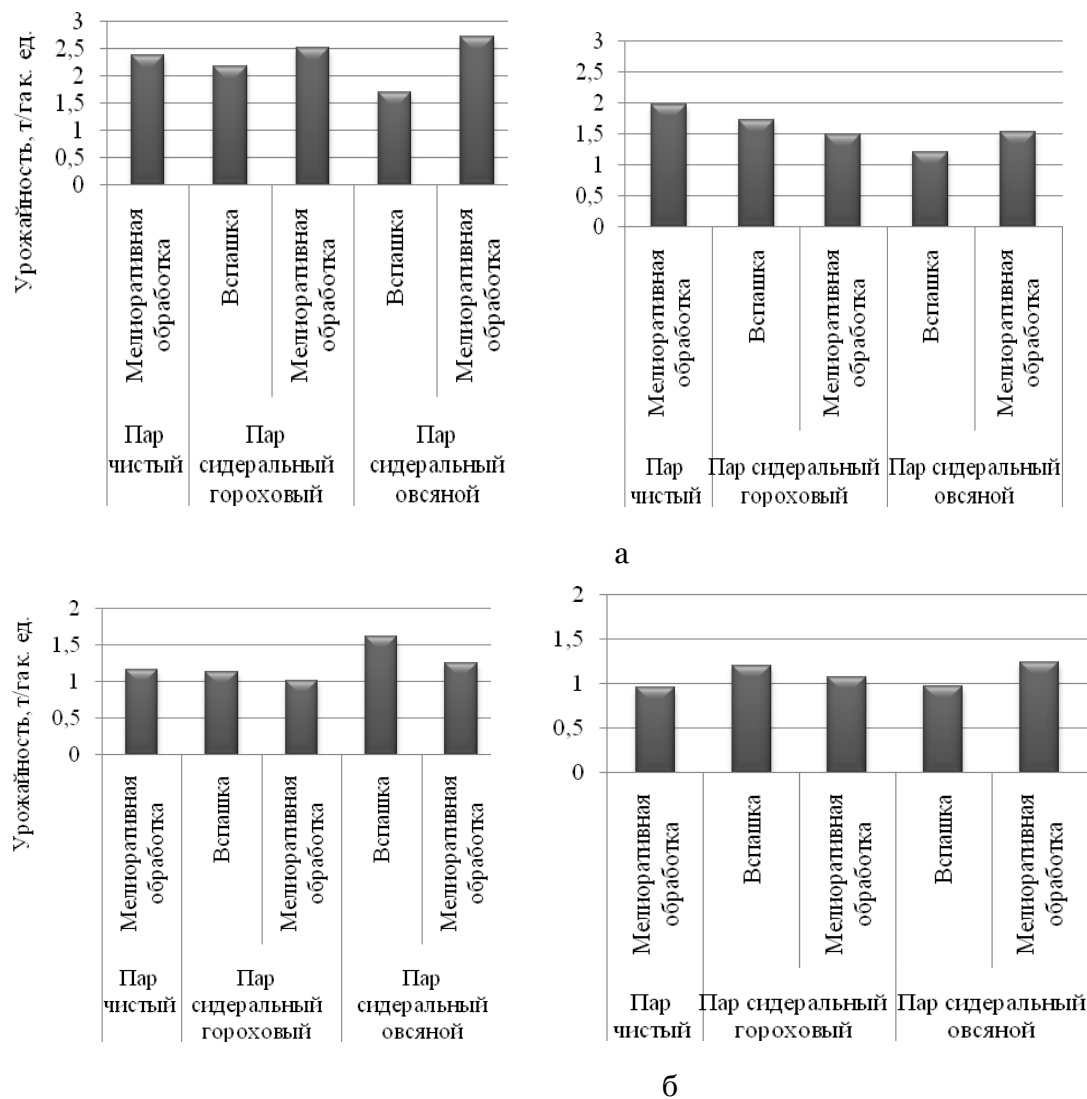 Урожайность, т/га к. ед.
3
2,5
2
1,5
1
0,5
0
Мелиоративная
обработка
Вспашка
Мелиоративная
обработка
Вспашка
Мелиоративная
обработка
Пар
чистый
Пар
сидеральный
гороховый
Пар
сидеральный
овсяной
3
2,5
2
1,5
1
0,5
0
Мелиоративная
обработка
Вспашка
Мелиоративная
обработка
Вспашка
Мелиоративная
обработка
Пар
чистый
Пар сидеральный
гороховый
Пар сидеральный
овсяной
а
Урожайность, т/га к. ед.
2
1,5
1
0,5
0
Мелиоративная
обработка
Вспашка
Мелиоративная
обработка
Вспашка
Мелиоративная
обработка
Пар
чистый
Пар
сидеральный
гороховый
Пар
сидеральный
овсяной
2
1,5
1
0,5
0
Мелиоративная
обработка
Вспашка
Мелиоративная
обработка
Вспашка
Мелиоративная
обработка
Пар
чистый
Пар сидеральный
гороховый
Пар сидеральный
овсяной
б